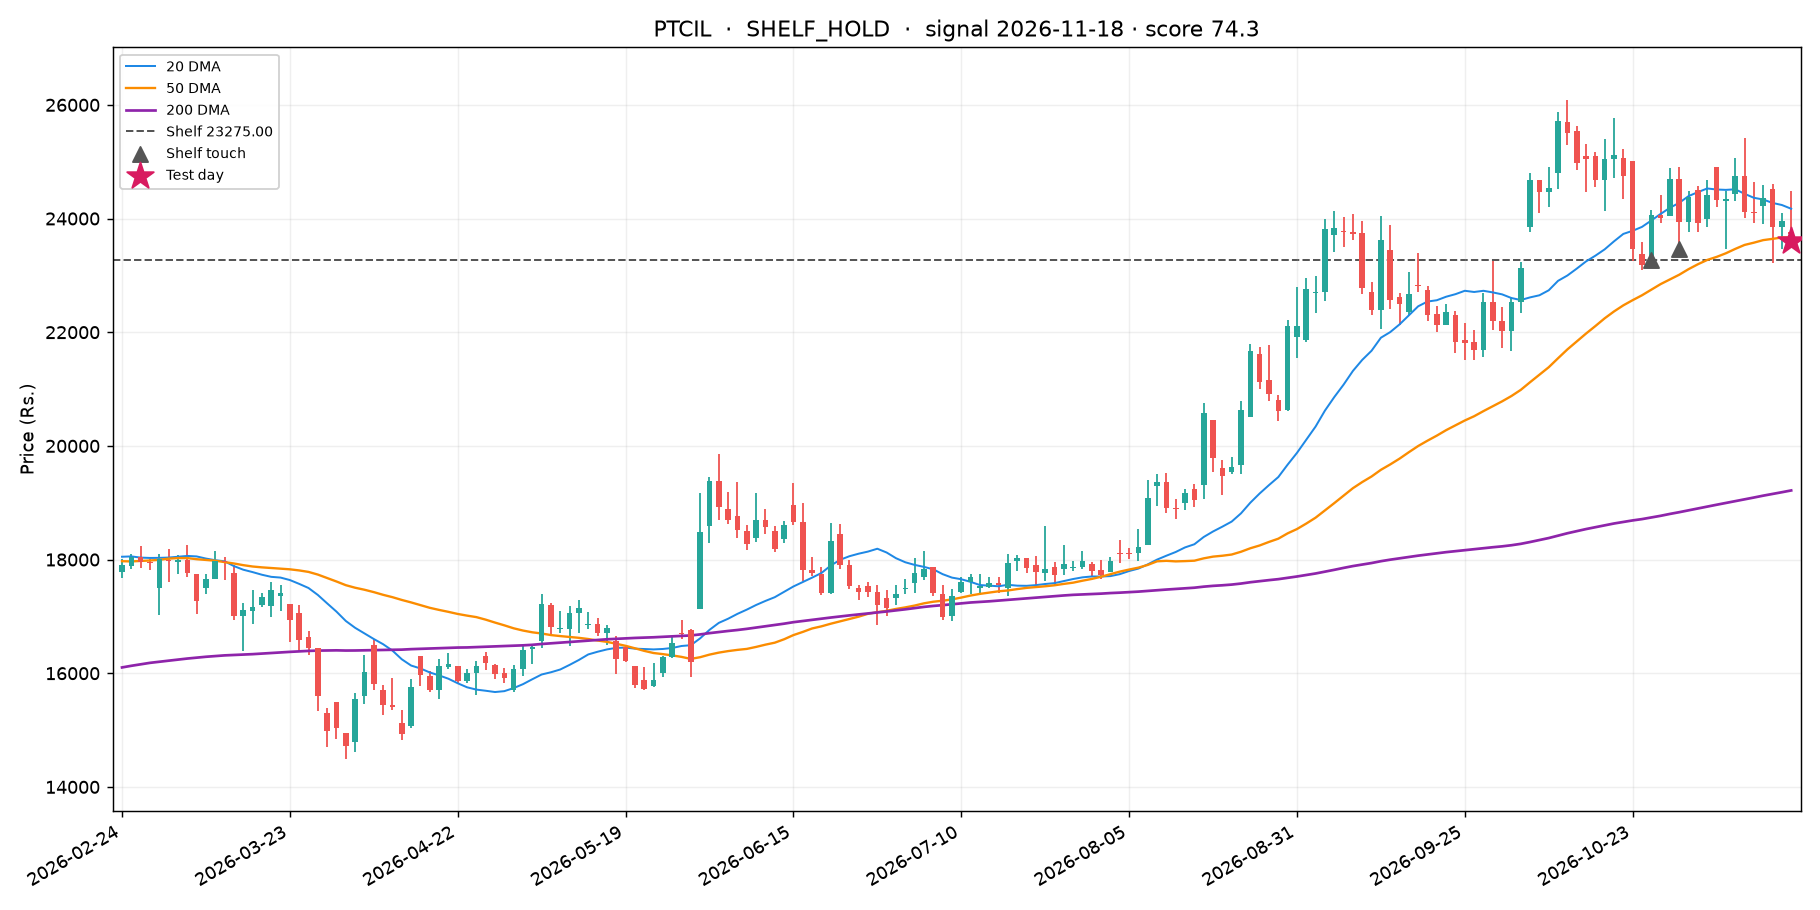 PTCIL · SHELF_HOLD · signal 2026-11-18 · score 74.3
20 DMA
50 DMA
200 DMA
Shelf 23275.00
Shelf touch
Test day
Price (Rs.)
26000
24000
22000
20000
18000
16000
14000
2026-02-24
2026-03-23
2026-04-22
2026-05-19
2026-06-15
2026-07-10
2026-08-05
2026-08-31
2026-09-25
2026-10-23